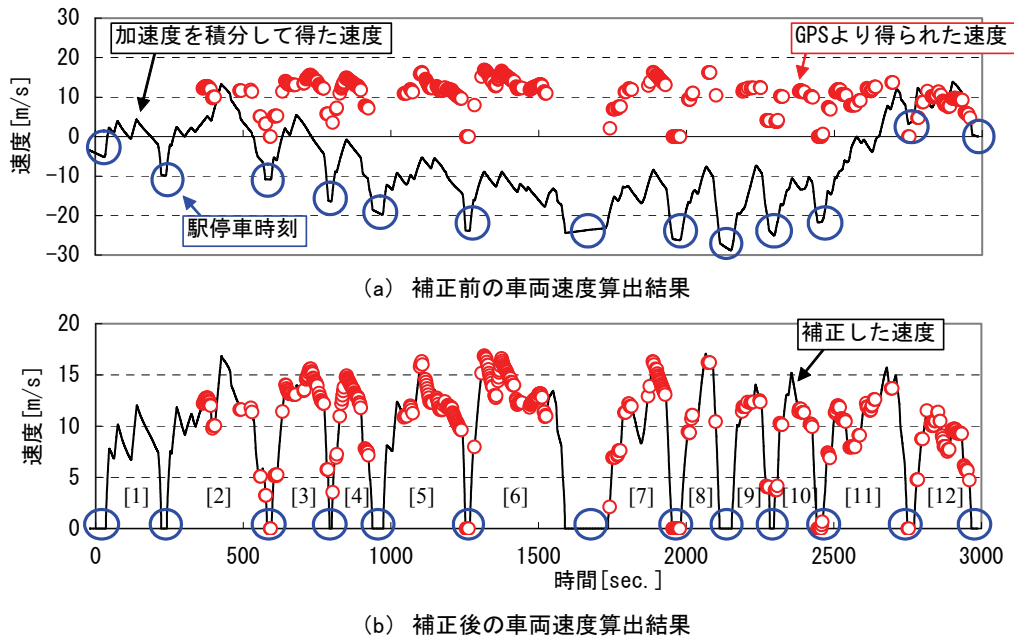 30
20
10
0
-10
-20
-30
速度[m/s]
加速度を積分して得た速度
GPSより得られた速度
駅停車時刻
(a) 補正前の車両速度算出結果
20
15
10
5
0
速度[m/s]
補正した速度
[1] [2] [3] [4] [5] [6] [7] [8] [9] [10] [11] [12]
0 500 1000 1500 2000 2500 3000
時間[sec.]
(b) 補正後の車両速度算出結果